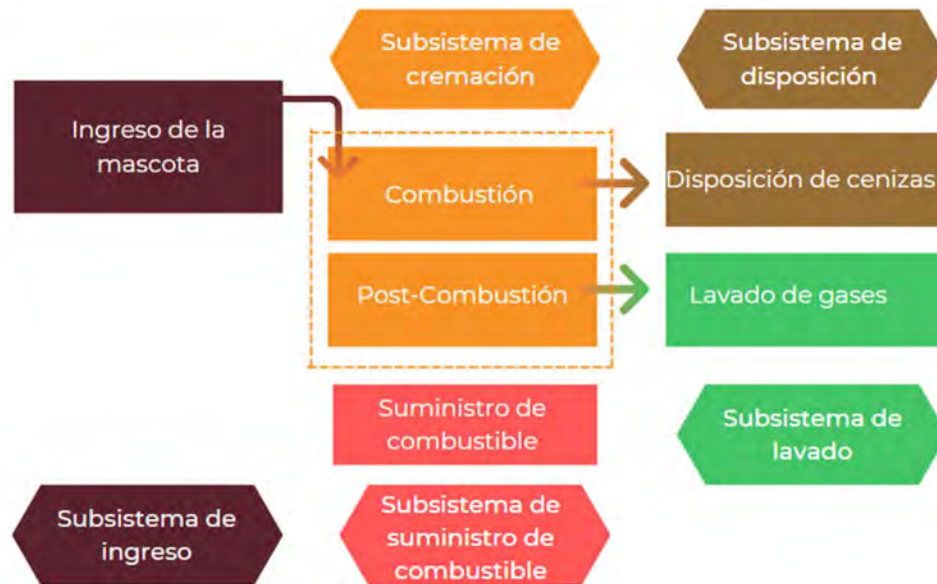 Subsistema de
cremación
Subsistema de
disposición
Ingreso de la
mascota
Combustión
Disposición de cenizas
Post-Combustión
Lavado de gases
Suministro de
combustible
Subsistema de
lavado
Subsistema de
ingreso
Subsistema de
suministro de
combustible